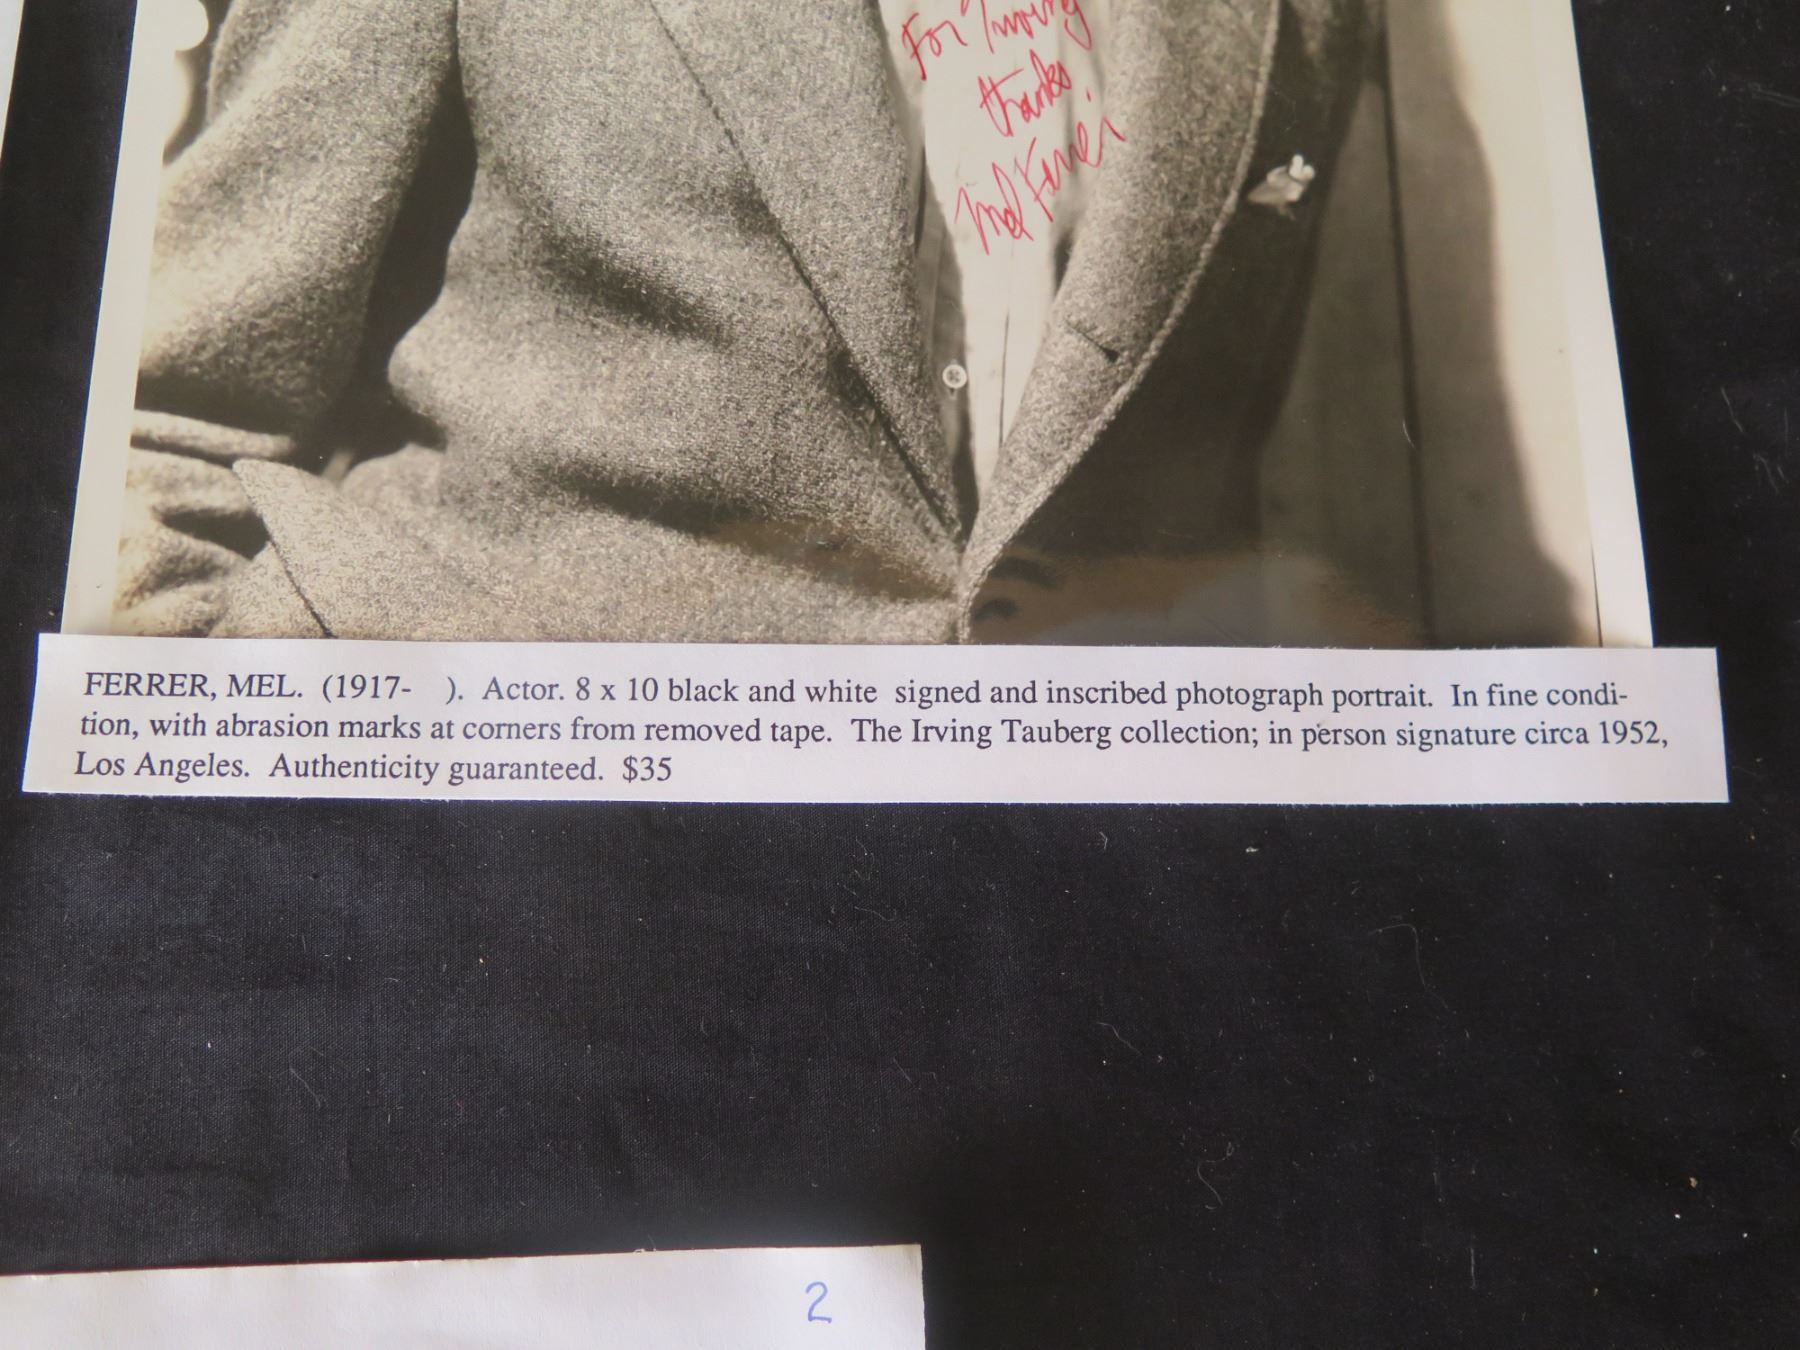 For Irving
thanks,
Mel Ferrer
FERRER, MEL. (1917-   ). Actor. 8 x 10 black and white signed and inscribed photograph portrait. In fine condi-
tion, with abrasion marks at corners from removed tape. The Irving Tauberg collection; in person signature circa 1952,
Los Angeles. Authenticity guaranteed. $35
2